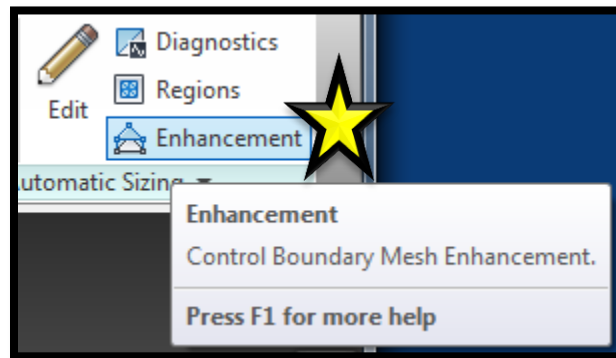 Diagnostics
Regions
Edit
Enhancement
utomatic Sizing
Enhancement
Control Boundary Mesh Enhancement.
Press F1 for more help